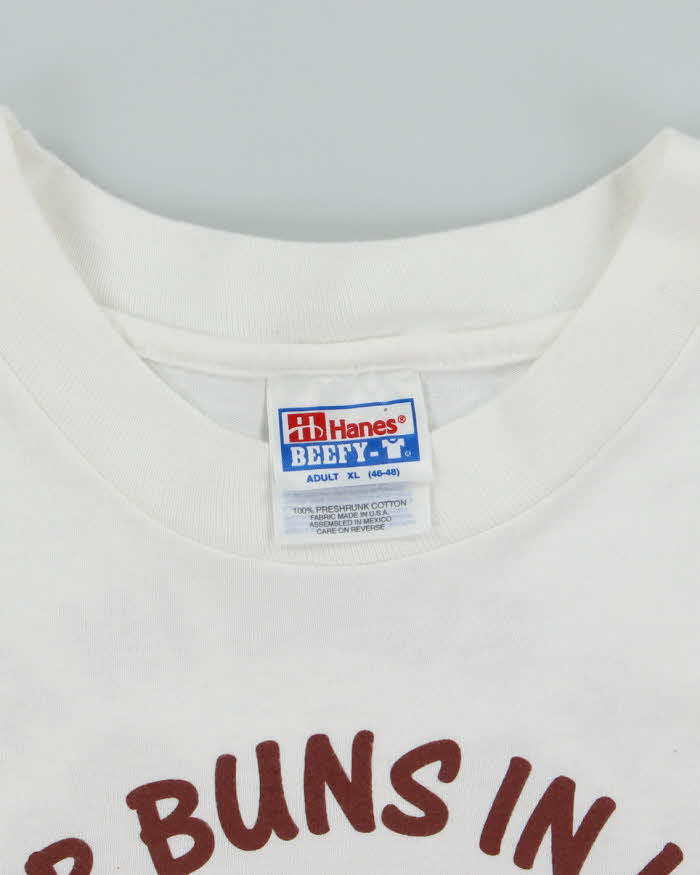 Hanes®
BEEFY-T®
ADULT XL (46-48)
100% PRESHRUNK COTTON
FABRIC MADE IN U.S.A.
ASSEMBLED IN MEXICO
CARE ON REVERSE
BUNS IN